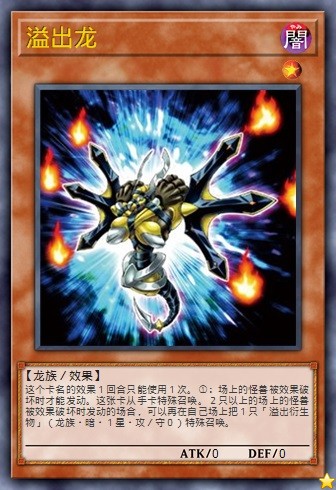 溢出龙
闇
【龙族／效果】
这个卡名的效果1回合只能使用1次。①：场上的怪兽被效果破
坏时才能发动。这张卡从手卡特殊召唤。2只以上的场上的怪兽
被效果破坏时发动的场合，可以再在自己场上把1只「溢出衍生
物」（龙族・暗・1星・攻／守0）特殊召唤。
ATK/0 DEF/0